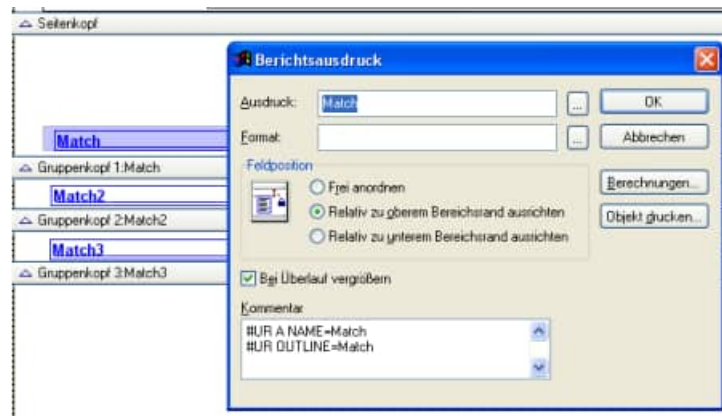 Seitenkopf
Match
Gruppenkopf 1:Match
Match2
Gruppenkopf 2:Match2
Match3
Gruppenkopf 3:Match3
Berichtsausdruck
Ausdruck: Match ...
OK
Format: ...
Abbrechen
Feldposition
Frei anordnen
Berechnungen...
Relativ zu oberem Bereichsrand ausrichten
Objekt drucken...
Relativ zu unterem Bereichsrand ausrichten
Bei Überlauf vergrößern
Kommentar
#UR A NAME=Match
#UR OUTLINE=Match